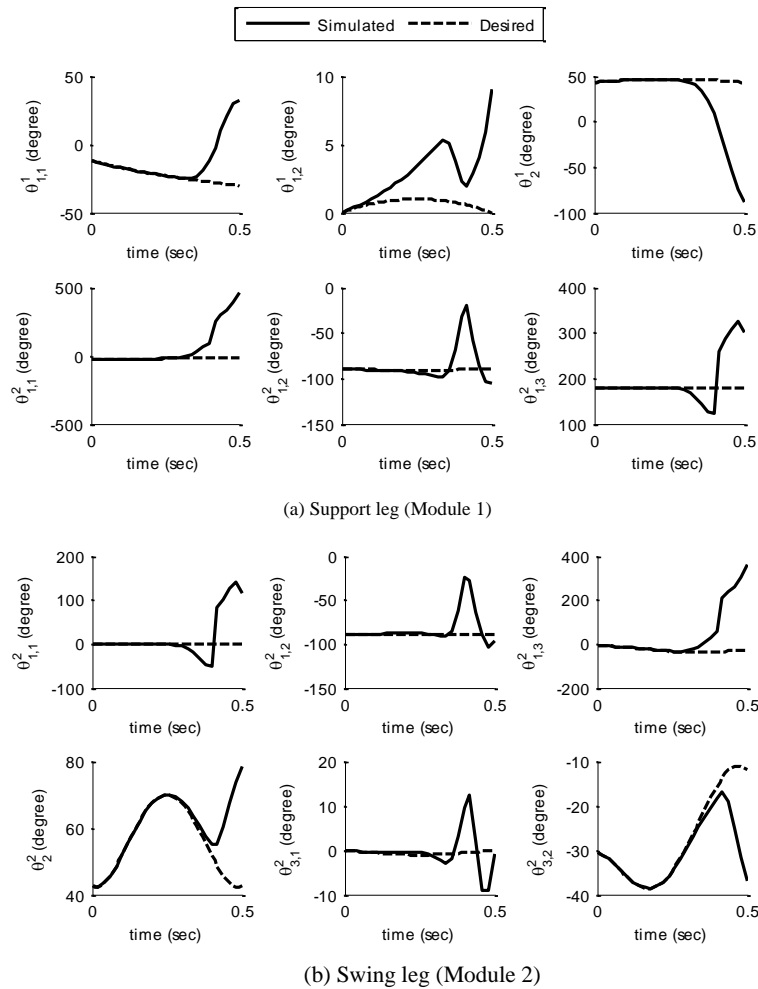 Simulated Desired
50
0
-50
θ¹₁,₁ (degree)
0 0.5
time (sec)
10
5
0
θ¹₁,₂ (degree)
0 0.5
time (sec)
50
0
-50
-100
θ¹₂ (degree)
0 0.5
time (sec)
500
0
-500
θ²₁,₁ (degree)
0 0.5
time (sec)
0
-50
-100
-150
θ²₁,₂ (degree)
0 0.5
time (sec)
400
300
200
100
θ²₁,₃ (degree)
0 0.5
time (sec)
(a) Support leg (Module 1)
200
100
0
-100
θ²₁,₁ (degree)
0 0.5
time (sec)
0
-50
-100
-150
θ²₁,₂ (degree)
0 0.5
time (sec)
400
200
0
-200
θ²₁,₃ (degree)
0 0.5
time (sec)
80
60
40
θ²₂ (degree)
0 0.5
time (sec)
20
10
0
-10
θ²₃,₁ (degree)
0 0.5
time (sec)
-10
-20
-30
-40
θ²₃,₂ (degree)
0 0.5
time (sec)
(b) Swing leg (Module 2)